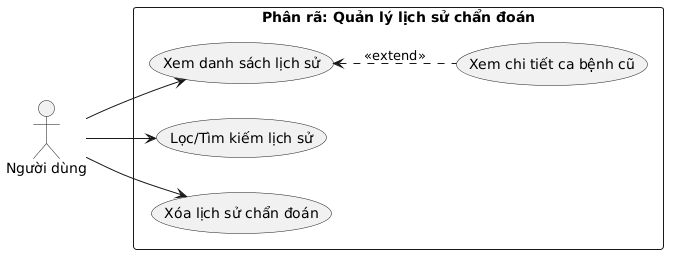 Phân rã: Quản lý lịch sử chẩn đoán
Xem danh sách lịch sử
«extend»
Xem chi tiết ca bệnh cũ
Lọc/Tìm kiếm lịch sử
Người dùng
Xóa lịch sử chẩn đoán